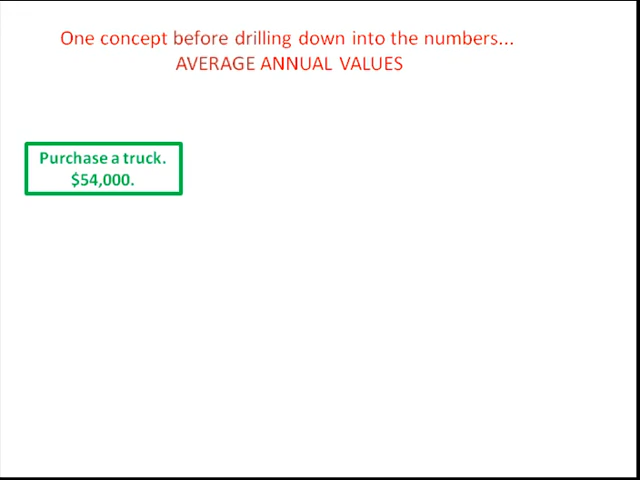 One concept before drilling down into the numbers...
AVERAGE ANNUAL VALUES
Purchase a truck.
$54,000.